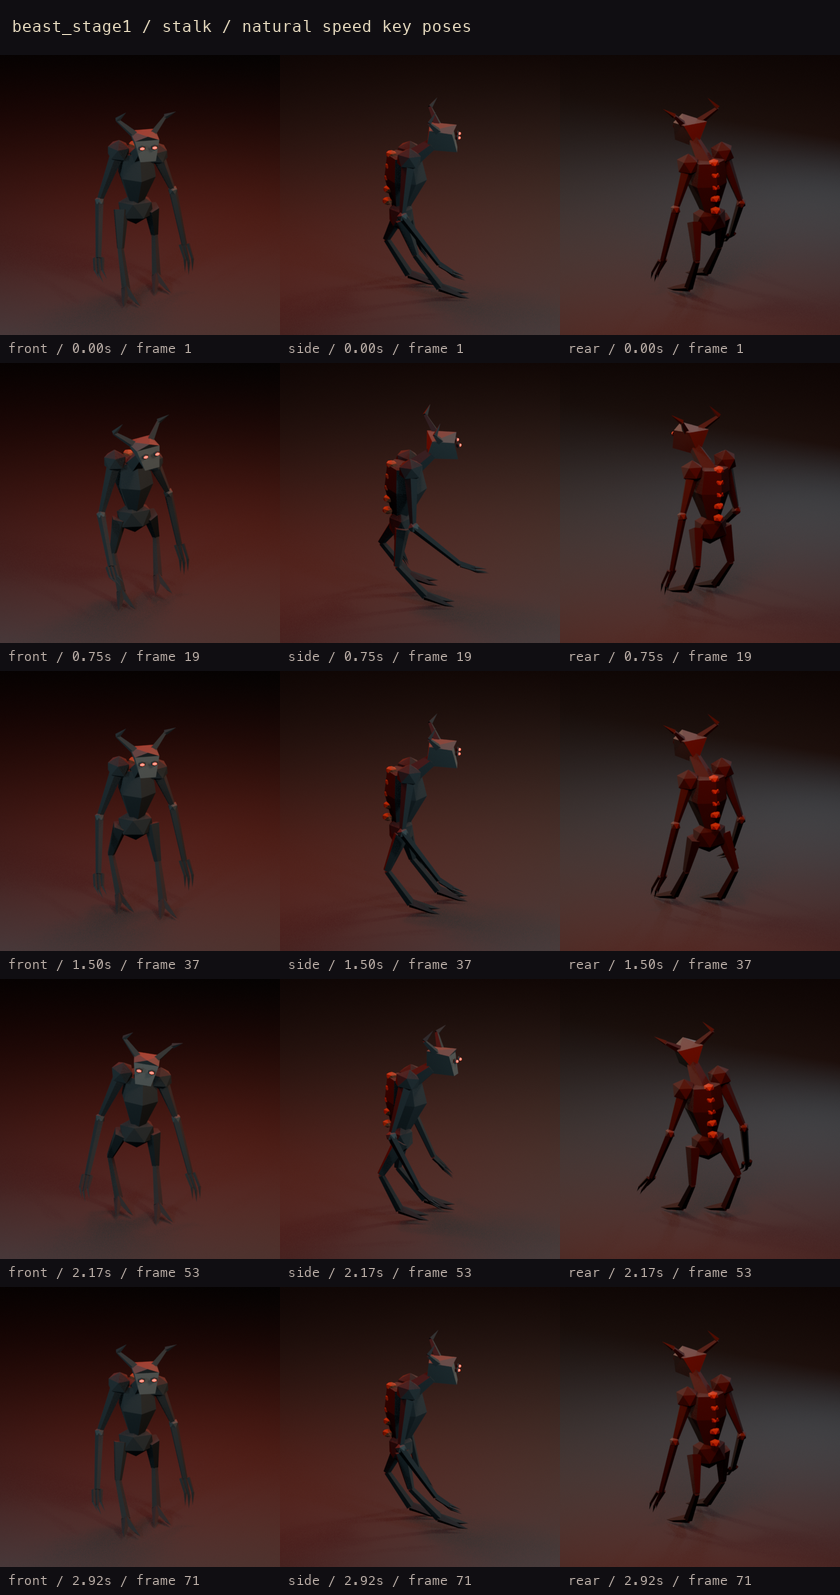 beast_stage1 / stalk / natural speed key poses
front / 0.00s / frame 1
side / 0.00s / frame 1
rear / 0.00s / frame 1
front / 0.75s / frame 19
side / 0.75s / frame 19
rear / 0.75s / frame 19
front / 1.50s / frame 37
side / 1.50s / frame 37
rear / 1.50s / frame 37
front / 2.17s / frame 53
side / 2.17s / frame 53
rear / 2.17s / frame 53
front / 2.92s / frame 71
side / 2.92s / frame 71
rear / 2.92s / frame 71